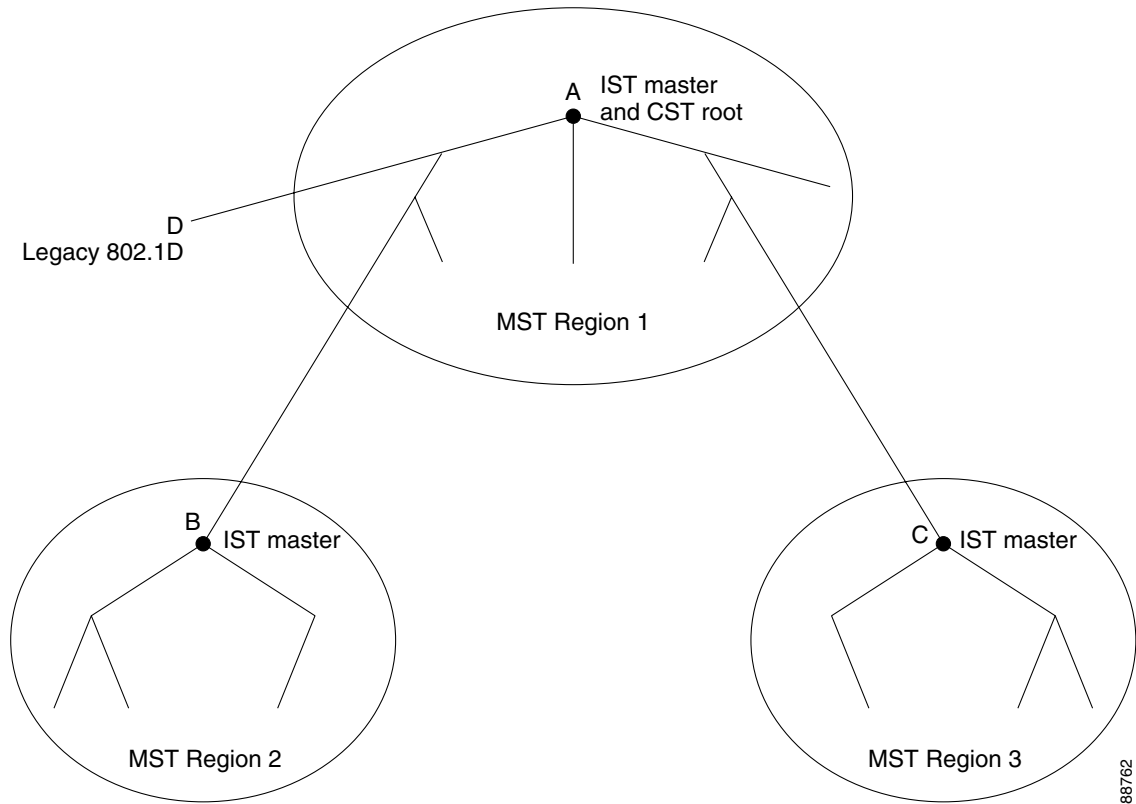 A
IST master
and CST root
D
Legacy 802.1D
MST Region 1
B
IST master
C
IST master
MST Region 2
MST Region 3
88762